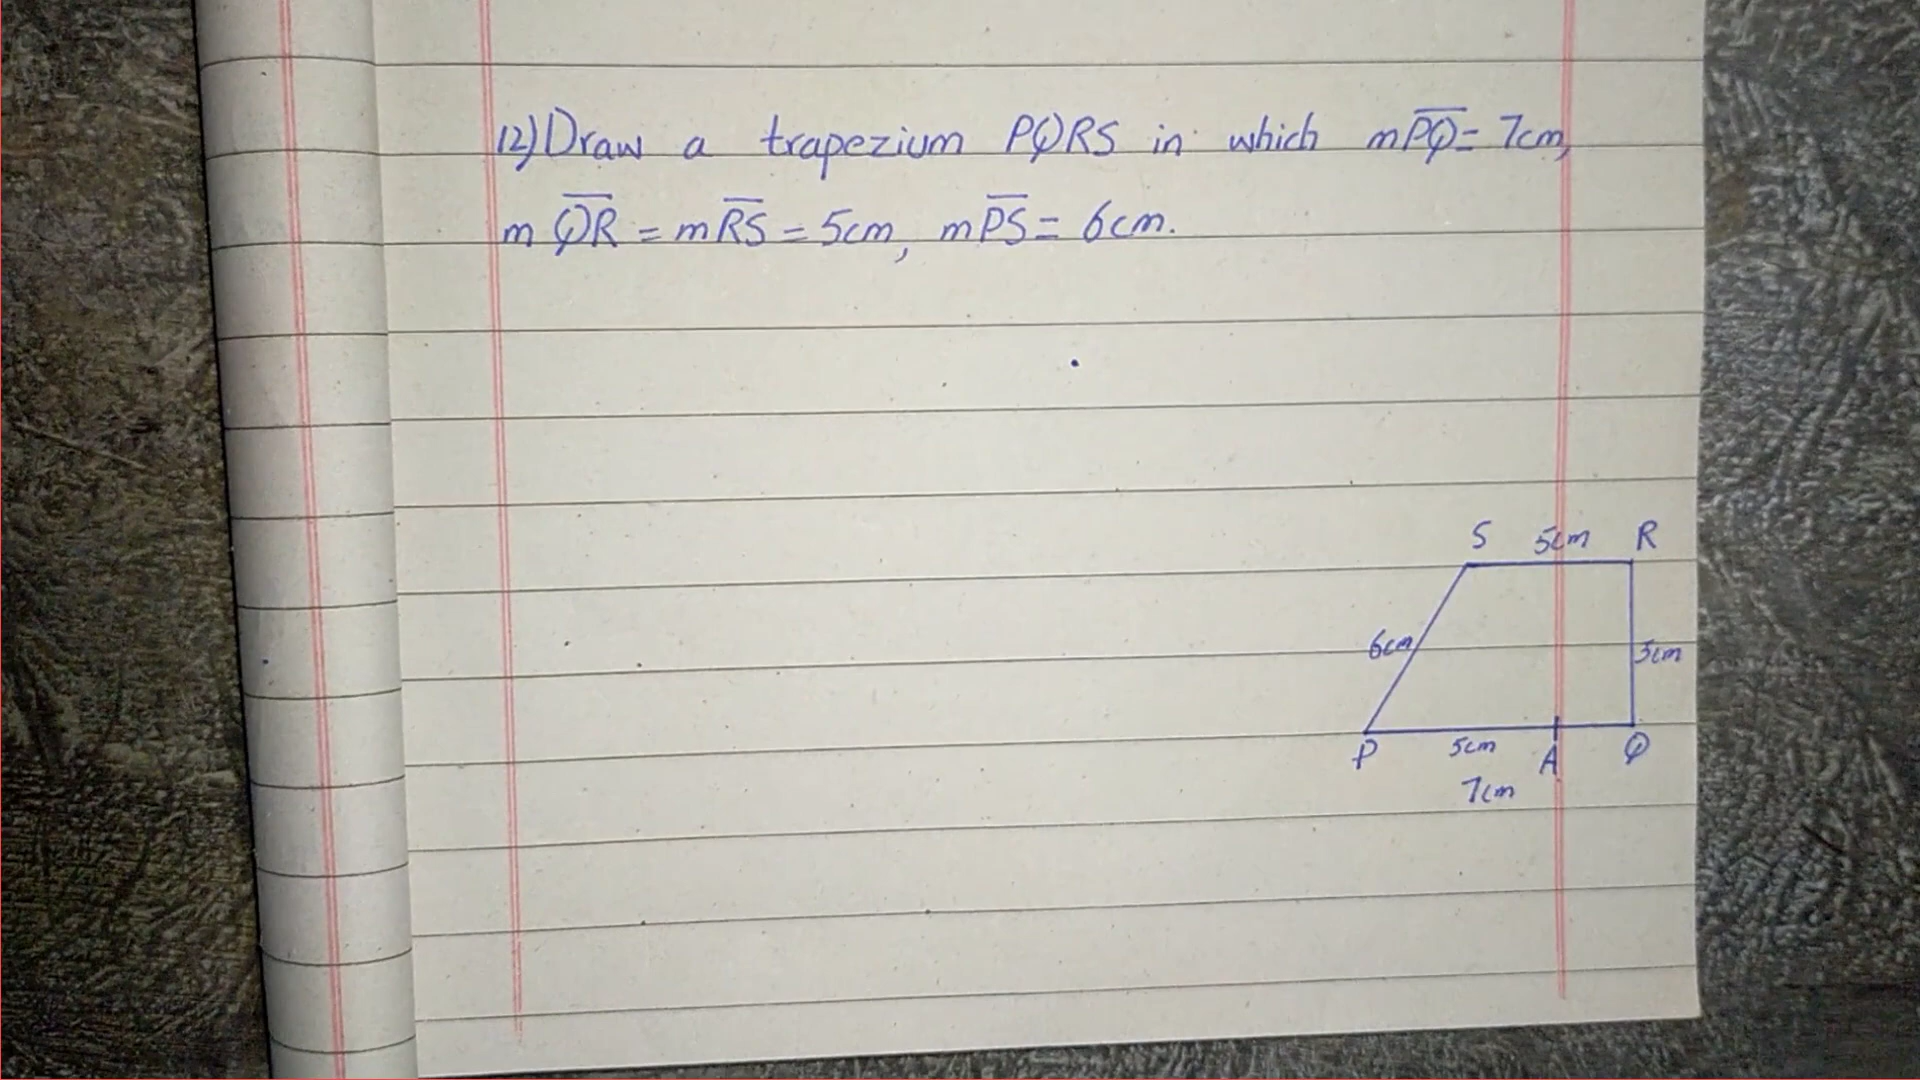 12) Draw a trapezium PQRS in which mPQ = 7cm,
mQR = mRS = 5cm, mPS = 6cm.
S 5cm R
6cm 5cm
P 5cm A Q
7cm